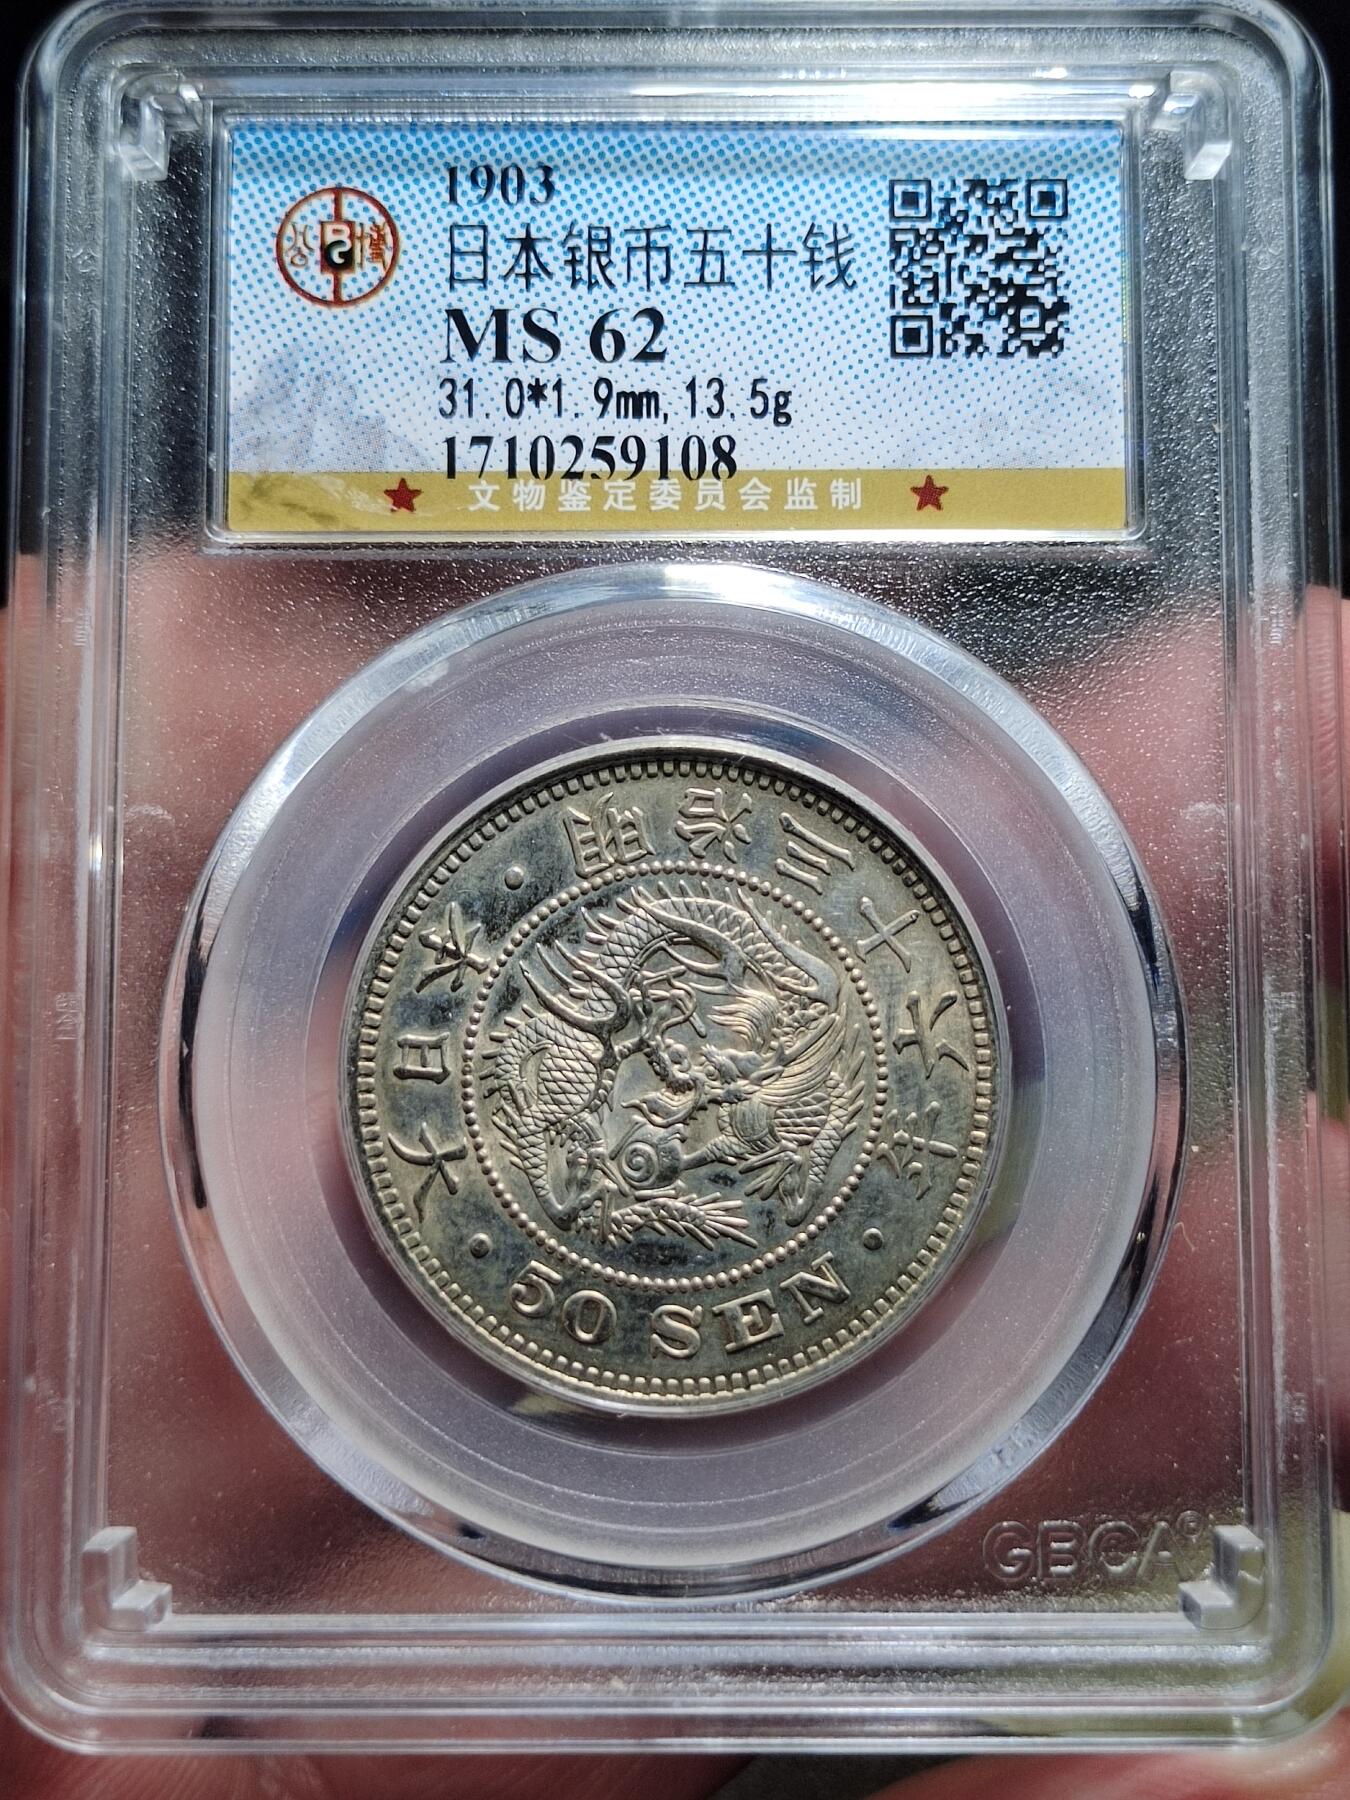 1903
日本银币五十钱
MS 62
31.0*1.9mm,13.5g
1710259108
文物鉴定委员会监制
公博
大日本・明治三十六年・
50 SEN
GBCA®